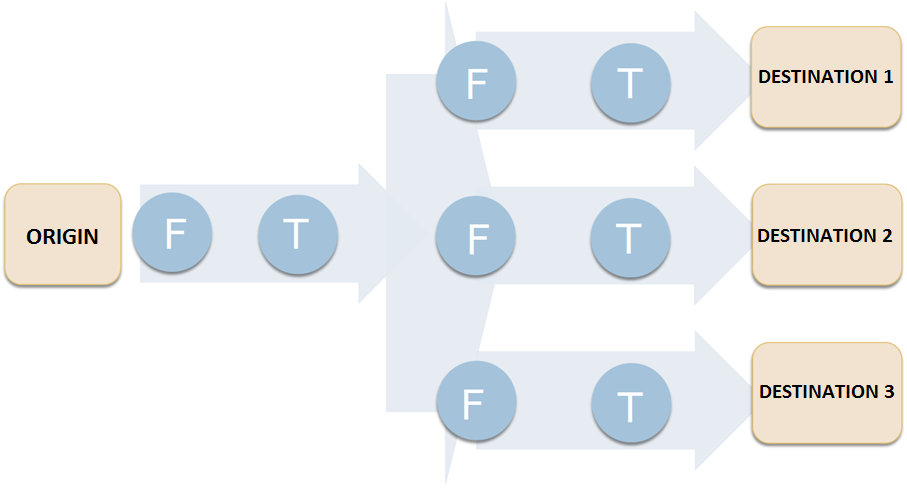 F
T
DESTINATION 1
ORIGIN
F
T
F
T
DESTINATION 2
F
T
DESTINATION 3